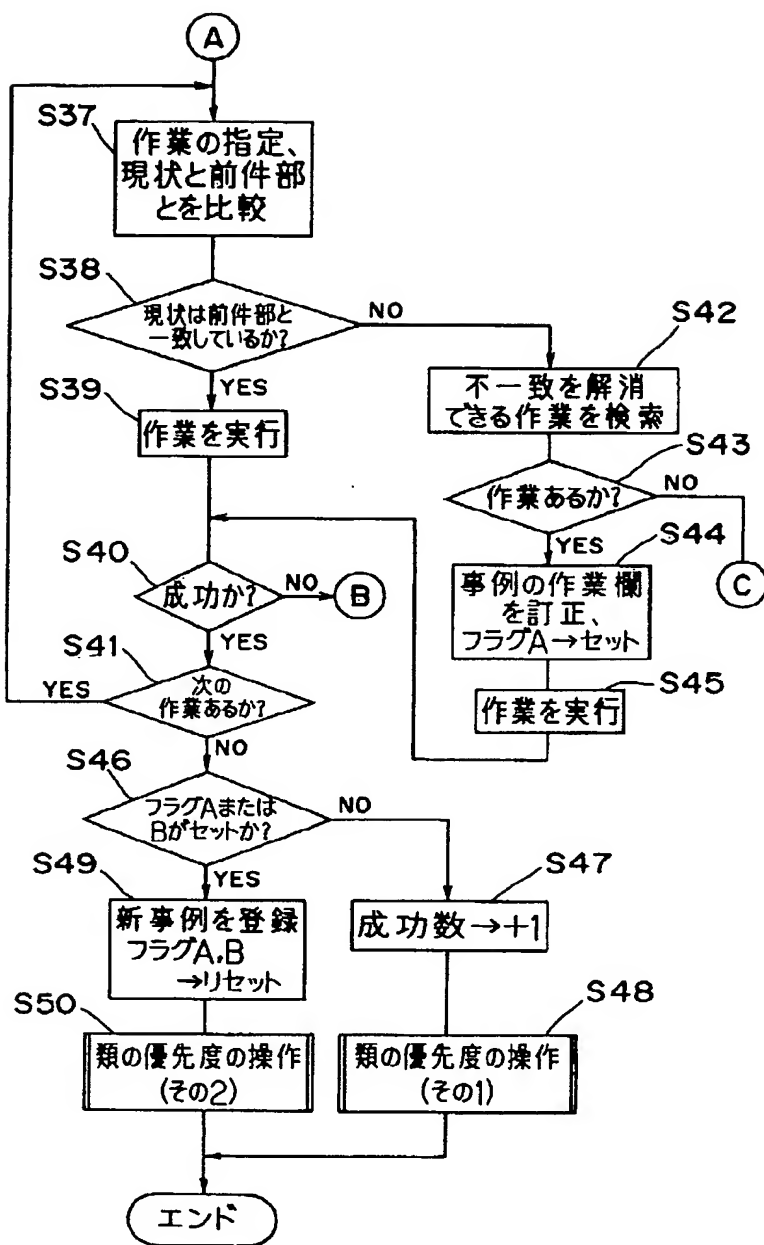 A
S37
作業の指定、
現状と前件部
とを比較
S38
現状は前件部と
一致しているか?
NO
YES
S42
不一致を解消
できる作業を検索
S39
作業を実行
S43
作業あるか?
NO
YES
C
S44
事例の作業欄
を訂正、
フラグA→セット
S40
成功か?
NO
B
YES
S45
作業を実行
S41
YES
次の
作業あるか?
NO
S46
フラグAまたは
Bがセットか?
NO
YES
S49
新事例を登録
フラグA,B
→リセット
S47
成功数→+1
S50
類の優先度の操作
(その2)
S48
類の優先度の操作
(その1)
エンド